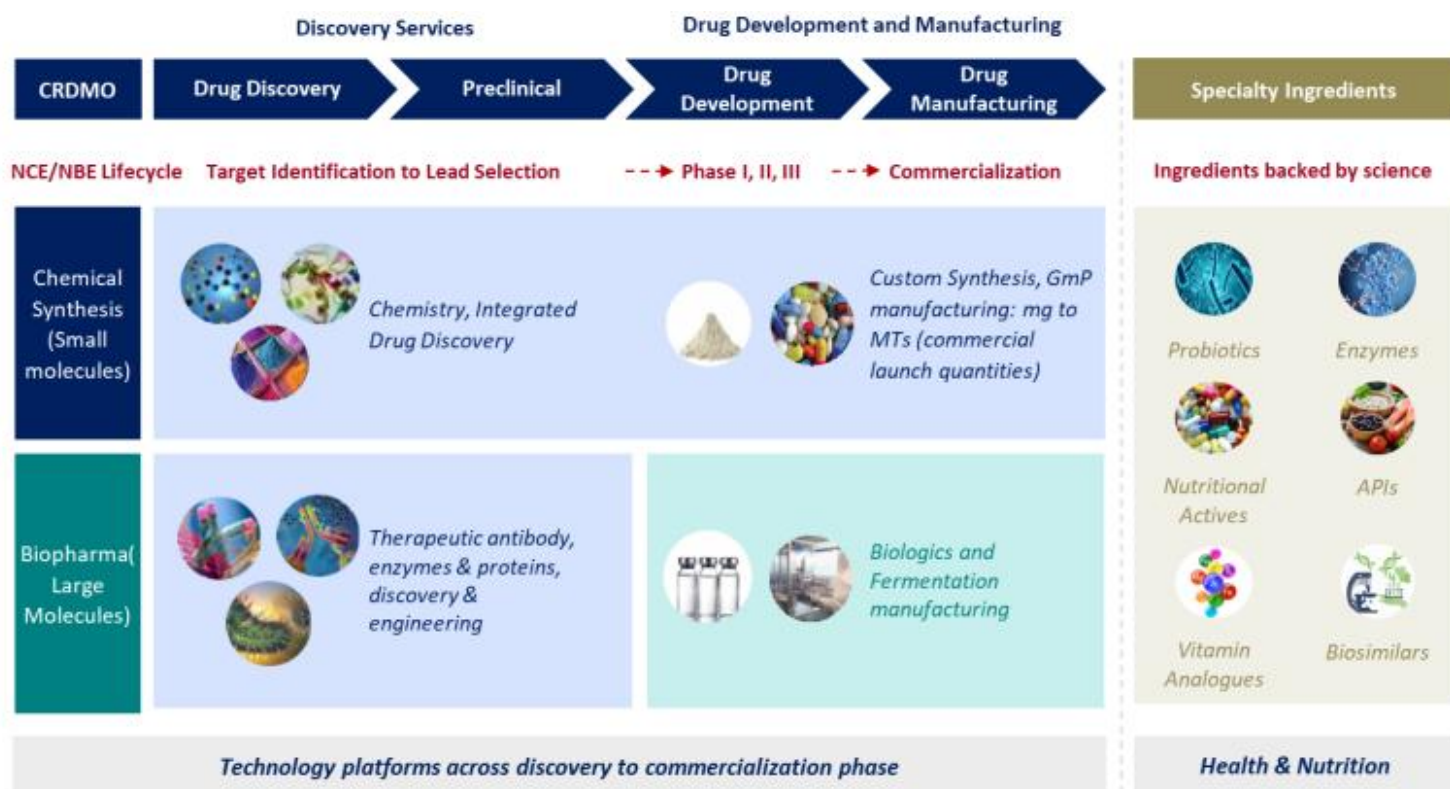 Discovery Services
Drug Development and Manufacturing
CRDMO
Drug Discovery
Preclinical
Drug
Development
Drug
Manufacturing
Specialty Ingredients
NCE/NBE Lifecycle
Target Identification to Lead Selection
Phase I, II, III
Commercialization
Ingredients backed by science
Chemical
Synthesis
(Small
molecules)
Chemistry, Integrated
Drug Discovery
Custom Synthesis, GmP
manufacturing: mg to
MTs (commercial
launch quantities)
Probiotics
Enzymes
Nutritional
Actives
APIs
Vitamin
Analogues
Biosimilars
Biopharma(
Large
Molecules)
Therapeutic antibody,
enzymes & proteins,
discovery &
engineering
Biologics and
Fermentation
manufacturing
Technology platforms across discovery to commercialization phase
Health & Nutrition